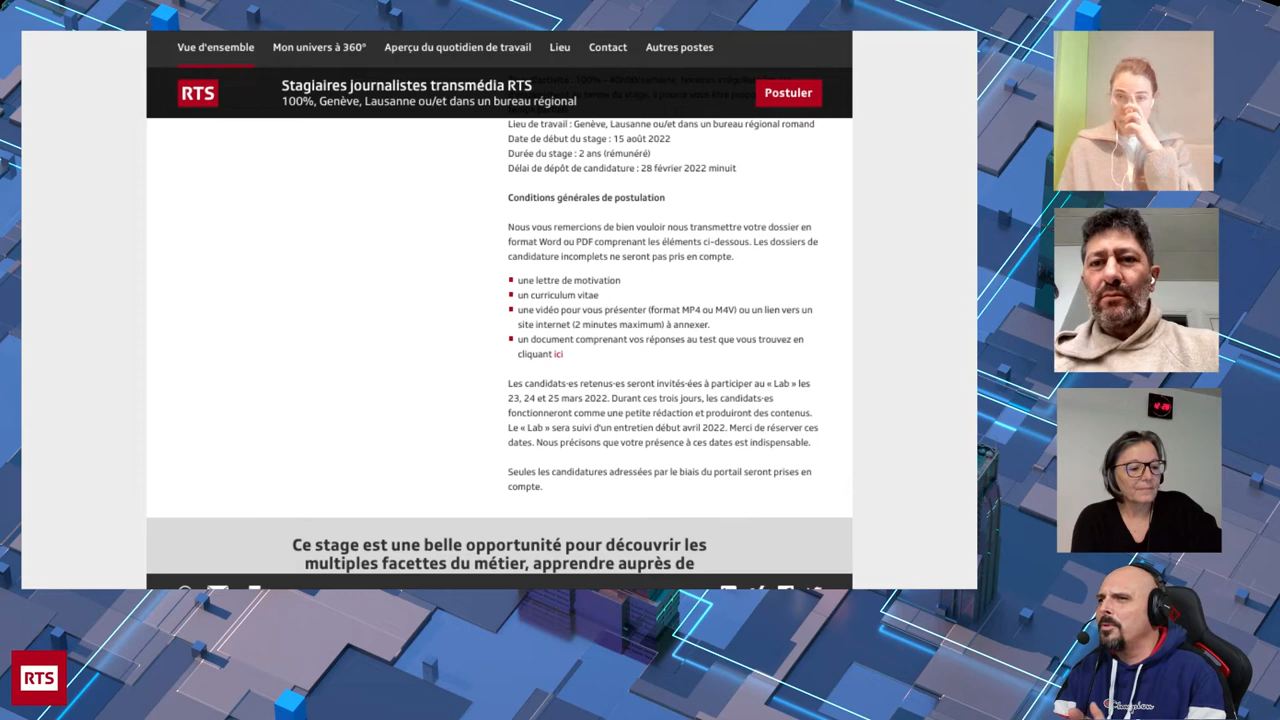 Vue d'ensemble Mon univers à 360° Aperçu du quotidien de travail Lieu Contact Autres postes
RTS
Stagiaires journalistes transmédia RTS
100%, Genève, Lausanne ou/et dans un bureau régional
Postuler
Lieu de travail : Genève, Lausanne ou/et dans un bureau régional romand
Date de début du stage : 15 août 2022
Durée du stage : 2 ans (rémunéré)
Délai de dépôt de candidature : 28 février 2022 minuit
Conditions générales de postulation
Nous vous remercions de bien vouloir nous transmettre votre dossier en
format Word ou PDF comprenant les éléments ci-dessous. Les dossiers de
candidature incomplets ne seront pas pris en compte.
une lettre de motivation
un curriculum vitae
une vidéo pour vous présenter (format MP4 ou M4V) ou un lien vers un
site internet (2 minutes maximum) à annexer.
un document comprenant vos réponses au test que vous trouvez en
cliquant ici
Les candidats·es retenus·es seront invités·ées à participer au « Lab » les
23, 24 et 25 mars 2022. Durant ces trois jours, les candidats·es
fonctionneront comme une petite rédaction et produiront des contenus.
Le « Lab » sera suivi d'un entretien début avril 2022. Merci de réserver ces
dates. Nous précisons que votre présence à ces dates est indispensable.
Seules les candidatures adressées par le biais du portail seront prises en
compte.
Ce stage est une belle opportunité pour découvrir les
multiples facettes du métier, apprendre auprès de
RTS
Champion